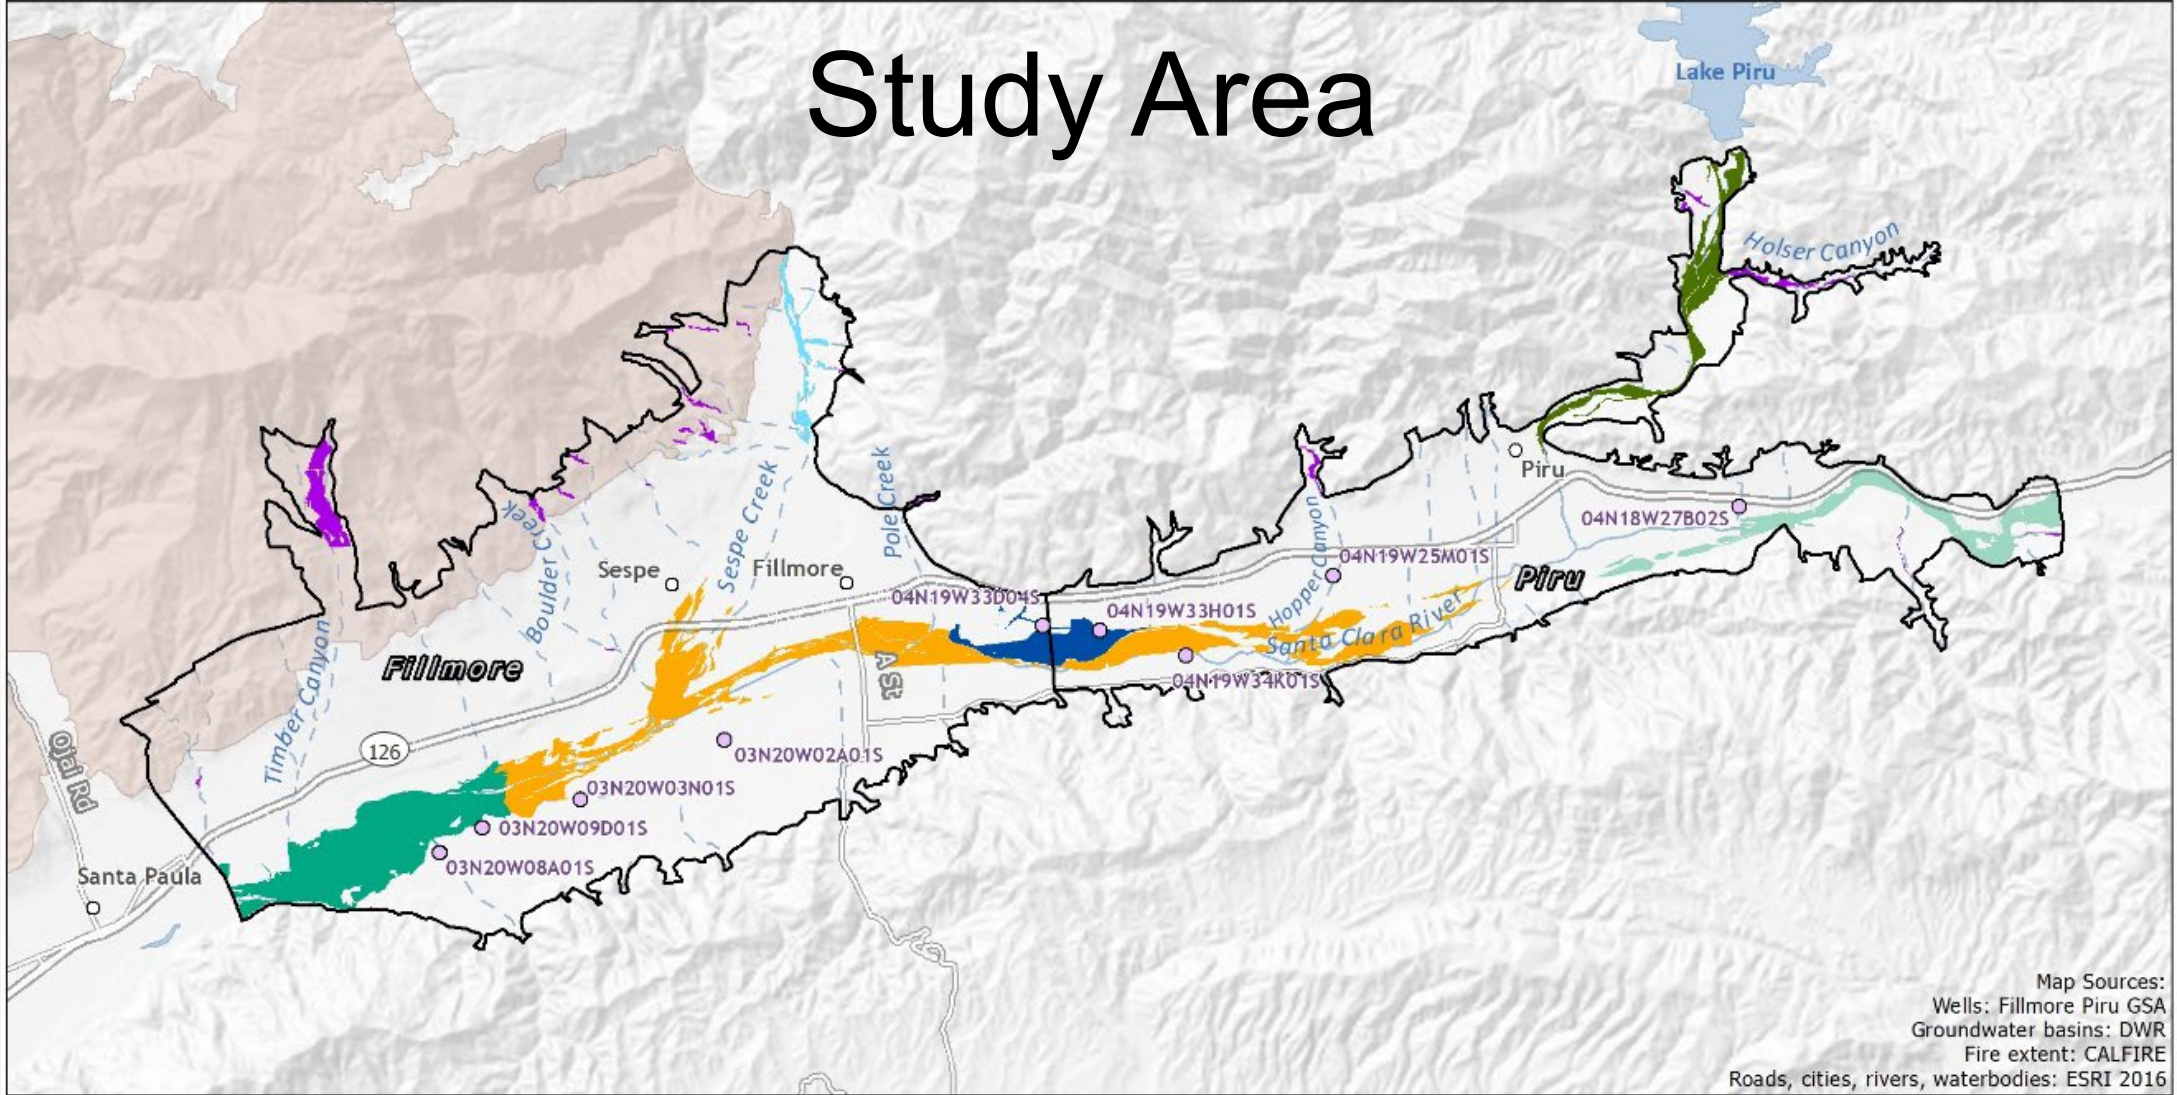 Study Area
Lake Piru
Holser Canyon
Pole Creek
Sespe Creek
Piru
04N18W27B02S
Boulder Creek
Hopper Canyon
04N19W25M01S
Sespe
Fillmore
Piru
04N19W33D04S
04N19W33H01S
Santa Clara River
Timber Canyon
Fillmore
A St
04N19W34K01S
Ojai Rd
126
03N20W02A01S
03N20W03N01S
03N20W09D01S
03N20W08A01S
Santa Paula
Map Sources:
Wells: Fillmore Piru GSA
Groundwater basins: DWR
Fire extent: CALFIRE
Roads, cities, rivers, waterbodies: ESRI 2016